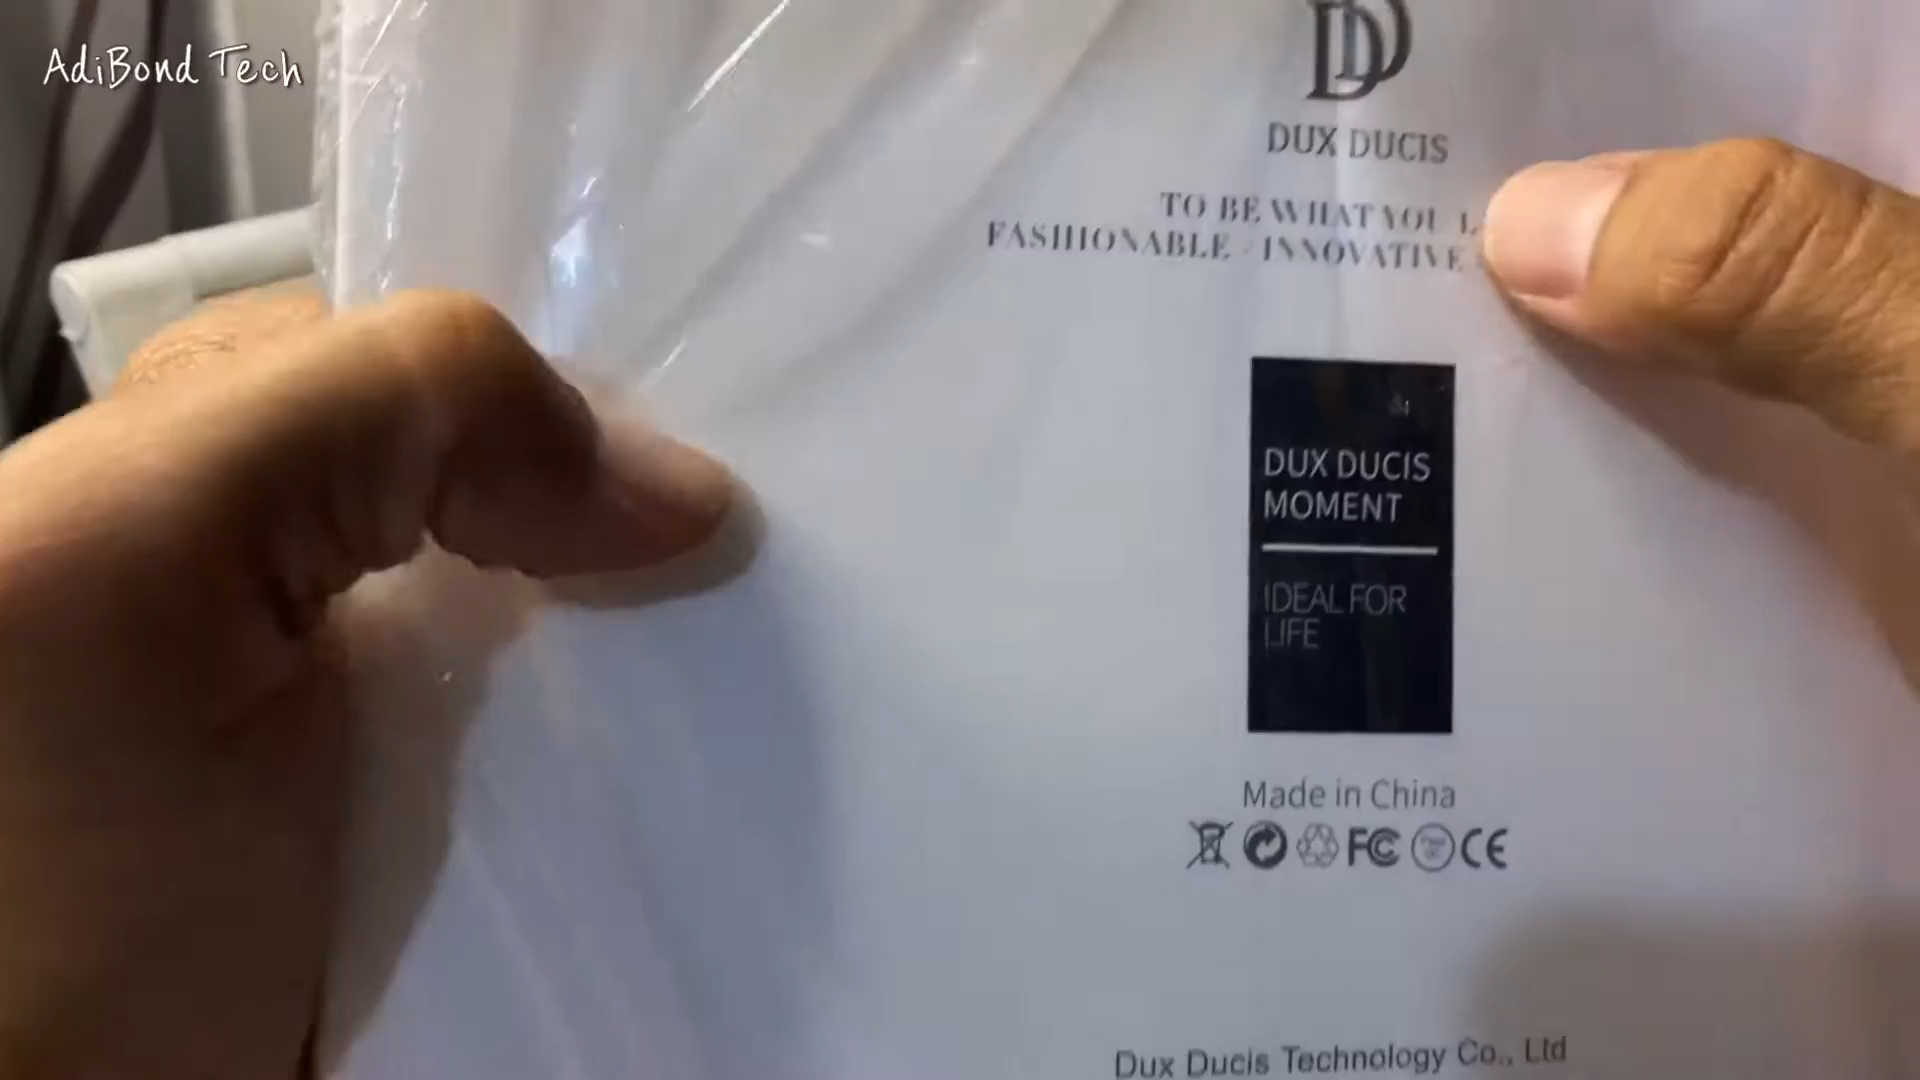 AdiBond Tech
DUX DUCIS
TO BE WHAT YOU
FASHIONABLE · INNOVATIVE
DUX DUCIS
MOMENT
IDEAL FOR
LIFE
Made in China
FC CE
Dux Ducis Technology Co., Ltd